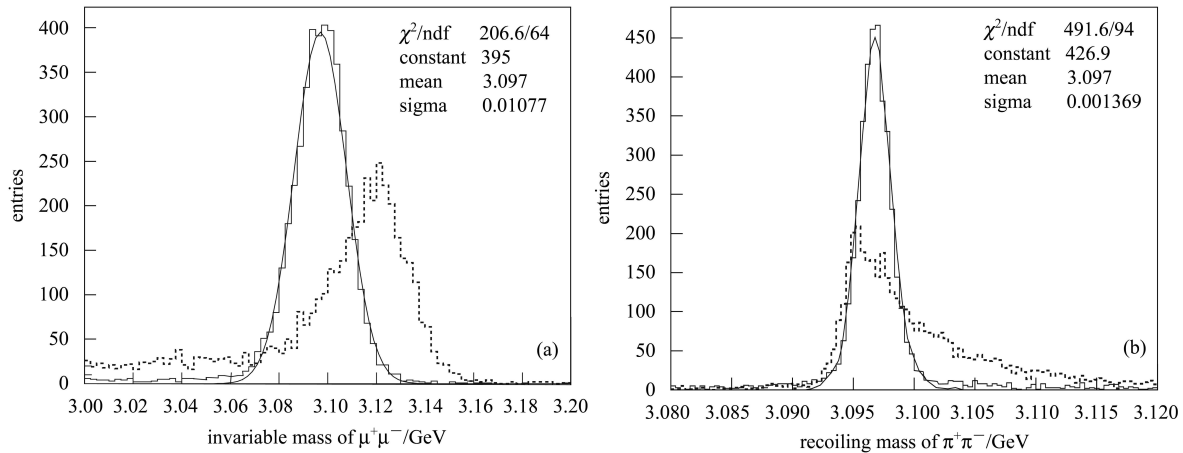 χ²/ndf 206.6/64
constant 395
mean 3.097
sigma 0.01077
400
350
300
250
200
150
100
50
0
entries
(a)
3.00 3.02 3.04 3.06 3.08 3.10 3.12 3.14 3.16 3.18 3.20
invariable mass of μ⁺μ⁻/GeV
χ²/ndf 491.6/94
constant 426.9
mean 3.097
sigma 0.001369
450
400
350
300
250
200
150
100
50
0
entries
(b)
3.080 3.085 3.090 3.095 3.100 3.105 3.110 3.115 3.120
recoiling mass of π⁺π⁻/GeV